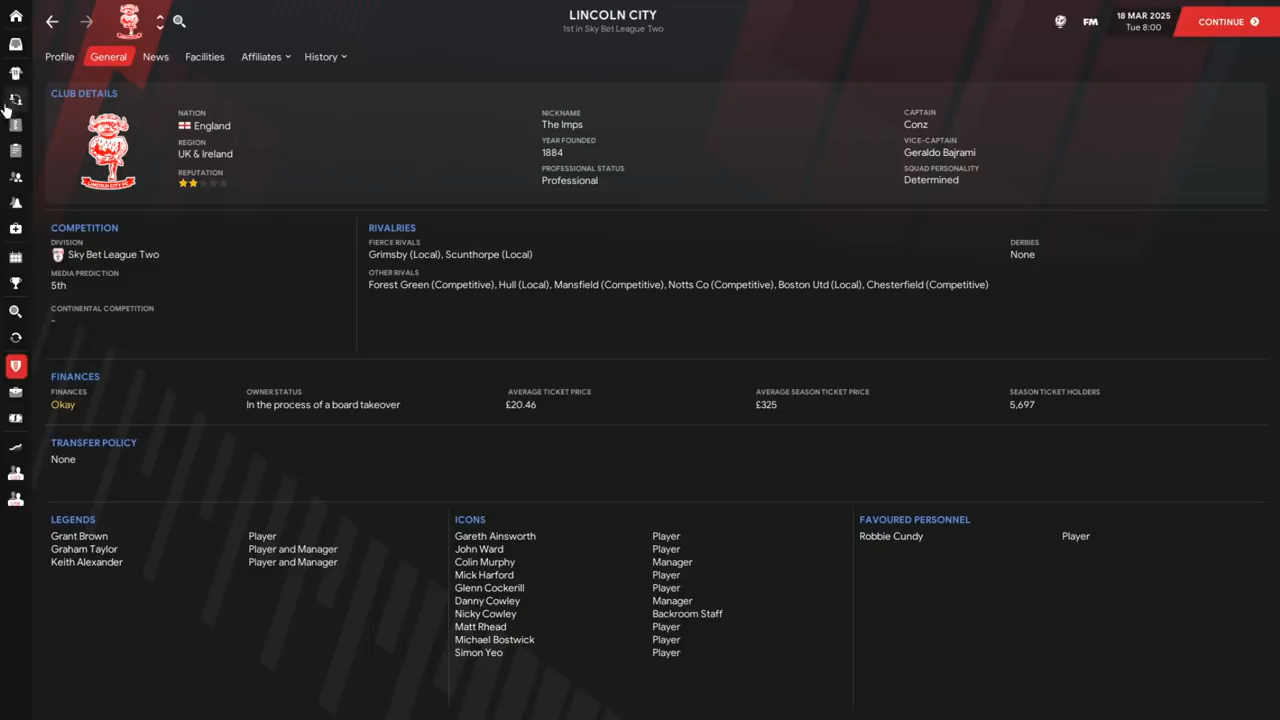 LINCOLN CITY
1st in Sky Bet League Two
FM
18 MAR 2025
Tue 8:00
CONTINUE
Profile General News Facilities Affiliates History
CLUB DETAILS
LINCOLN CITY FC
NATION
England
REGION
UK & Ireland
REPUTATION
NICKNAME
The Imps
YEAR FOUNDED
1884
PROFESSIONAL STATUS
Professional
CAPTAIN
Conz
VICE-CAPTAIN
Geraldo Bajrami
SQUAD PERSONALITY
Determined
COMPETITION
DIVISION
Sky Bet League Two
MEDIA PREDICTION
5th
CONTINENTAL COMPETITION
-
RIVALRIES
FIERCE RIVALS
Grimsby (Local), Scunthorpe (Local)
OTHER RIVALS
Forest Green (Competitive), Hull (Local), Mansfield (Competitive), Notts Co (Competitive), Boston Utd (Local), Chesterfield (Competitive)
DERBIES
None
FINANCES
FINANCES
Okay
OWNER STATUS
In the process of a board takeover
AVERAGE TICKET PRICE
£20.46
AVERAGE SEASON TICKET PRICE
£325
SEASON TICKET HOLDERS
5,697
TRANSFER POLICY
None
LEGENDS
Grant Brown Player
Graham Taylor Player and Manager
Keith Alexander Player and Manager
ICONS
Gareth Ainsworth Player
John Ward Player
Colin Murphy Manager
Mick Harford Player
Glenn Cockerill Player
Danny Cowley Manager
Nicky Cowley Backroom Staff
Matt Rhead Player
Michael Bostwick Player
Simon Yeo Player
FAVOURED PERSONNEL
Robbie Cundy Player